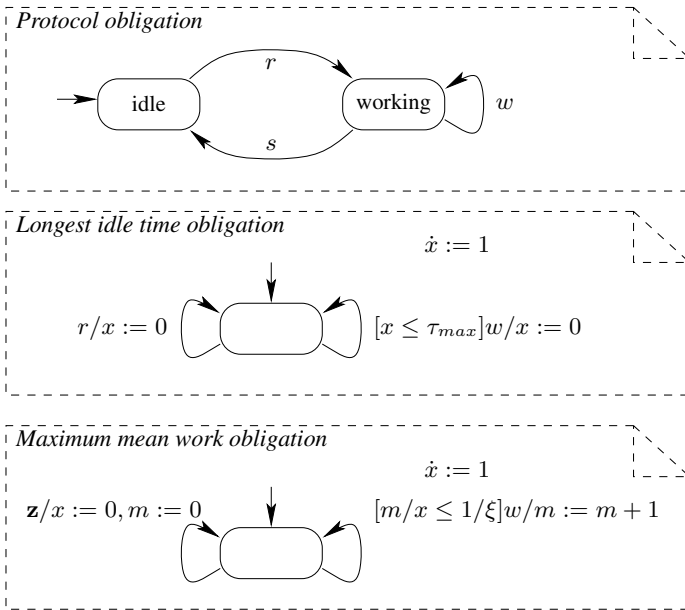 Protocol obligation
r
idle
working
w
s
Longest idle time obligation
ẋ := 1
r/x := 0
[x ≤ τ_max]w/x := 0
Maximum mean work obligation
ẋ := 1
z/x := 0, m := 0
[m/x ≤ 1/ξ]w/m := m + 1